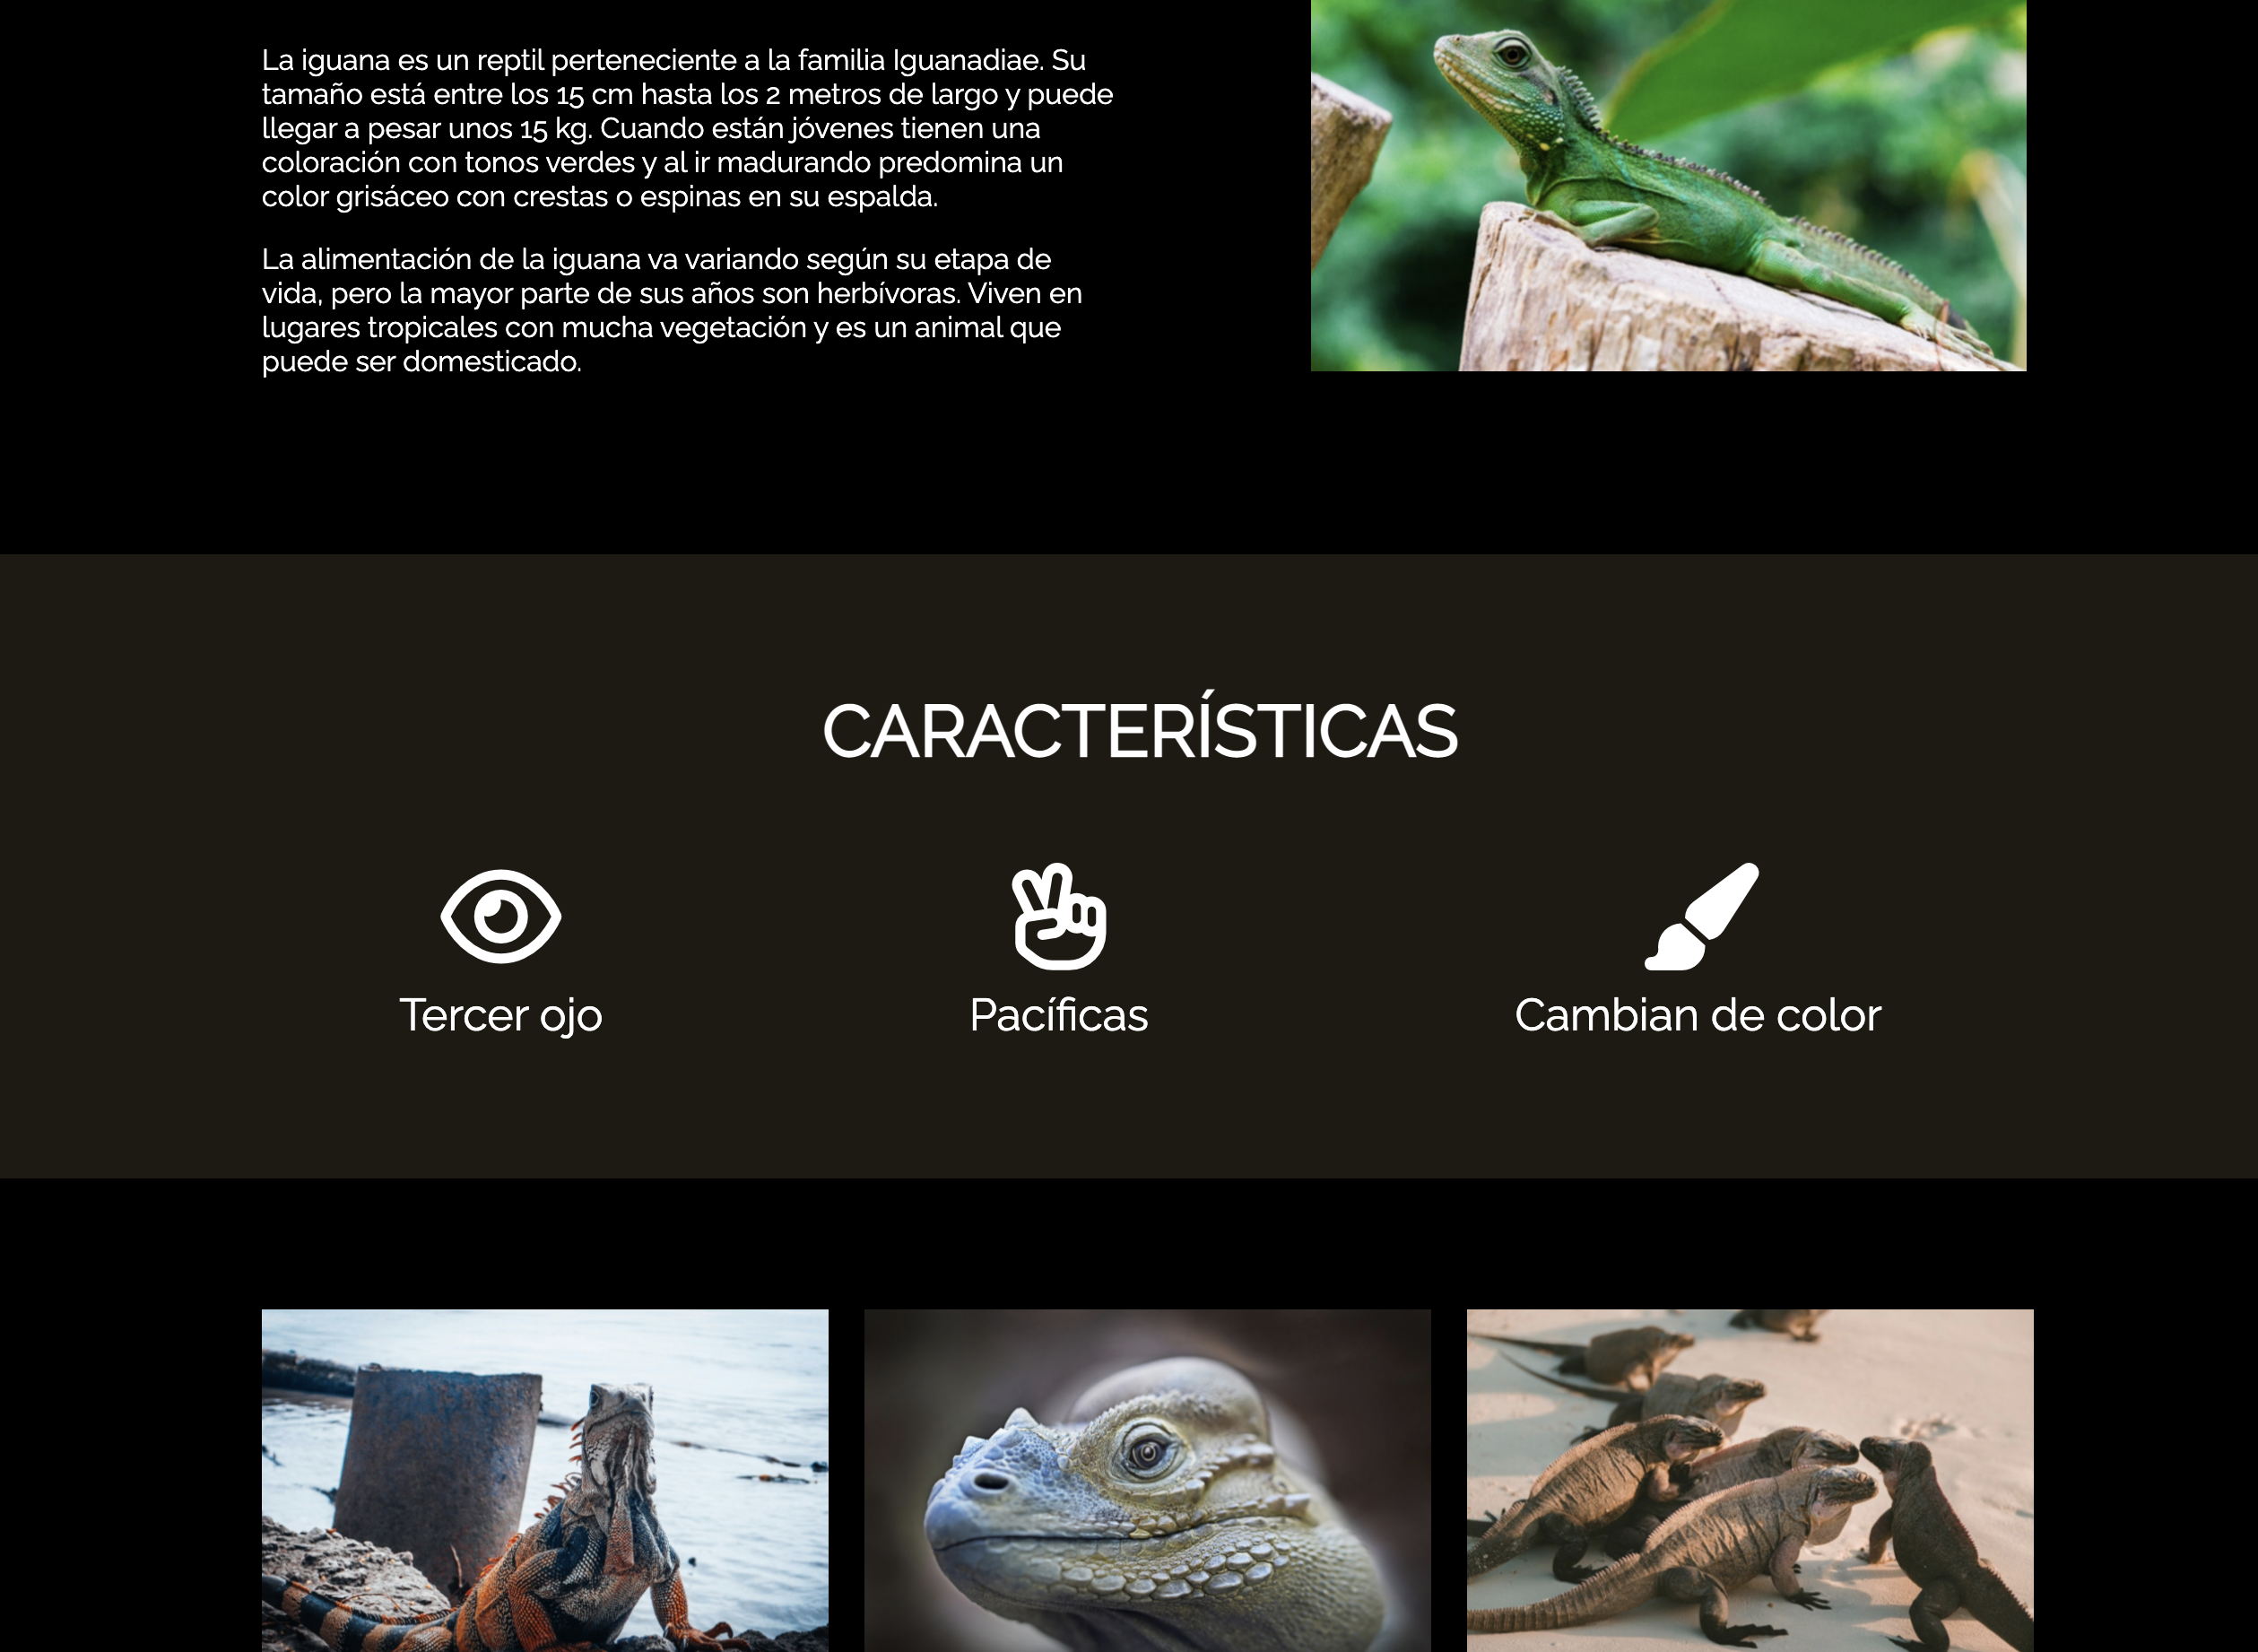 La iguana es un reptil perteneciente a la familia Iguanadiae. Su
tamaño está entre los 15 cm hasta los 2 metros de largo y puede
llegar a pesar unos 15 kg. Cuando están jóvenes tienen una
coloración con tonos verdes y al ir madurando predomina un
color grisáceo con crestas o espinas en su espalda.
La alimentación de la iguana va variando según su etapa de
vida, pero la mayor parte de sus años son herbívoras. Viven en
lugares tropicales con mucha vegetación y es un animal que
puede ser domesticado.
CARACTERÍSTICAS
Tercer ojo
Pacíficas
Cambian de color